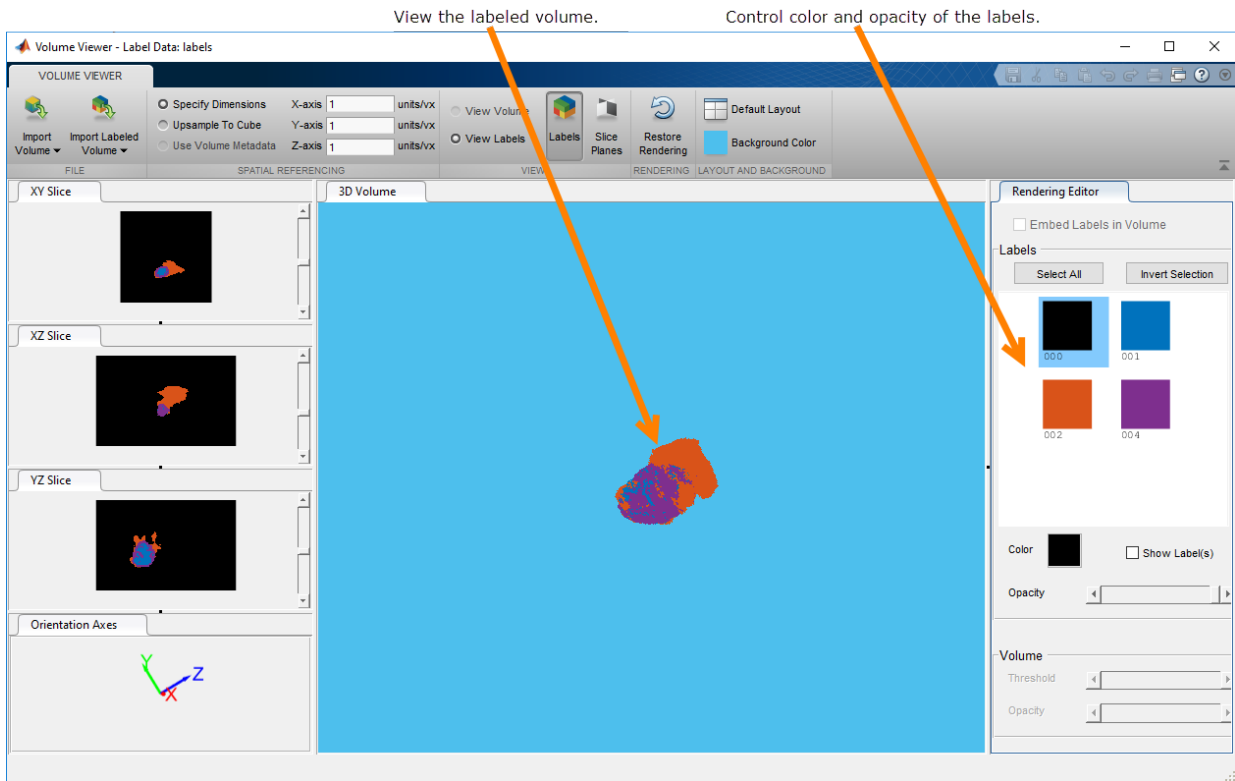 View the labeled volume.
Control color and opacity of the labels.
Volume Viewer - Label Data: labels
VOLUME VIEWER
Import Volume
Import Labeled Volume
FILE
Specify Dimensions
Upsample To Cube
Use Volume Metadata
X-axis 1 units/vx
Y-axis 1 units/vx
Z-axis 1 units/vx
SPATIAL REFERENCING
View Volume
View Labels
Labels
Slice Planes
VIEW
Restore Rendering
RENDERING
Default Layout
Background Color
LAYOUT AND BACKGROUND
XY Slice
XZ Slice
YZ Slice
Orientation Axes
Y
Z
X
3D Volume
Rendering Editor
Embed Labels in Volume
Labels
Select All
Invert Selection
000
001
002
004
Color
Show Label(s)
Opacity
Volume
Threshold
Opacity